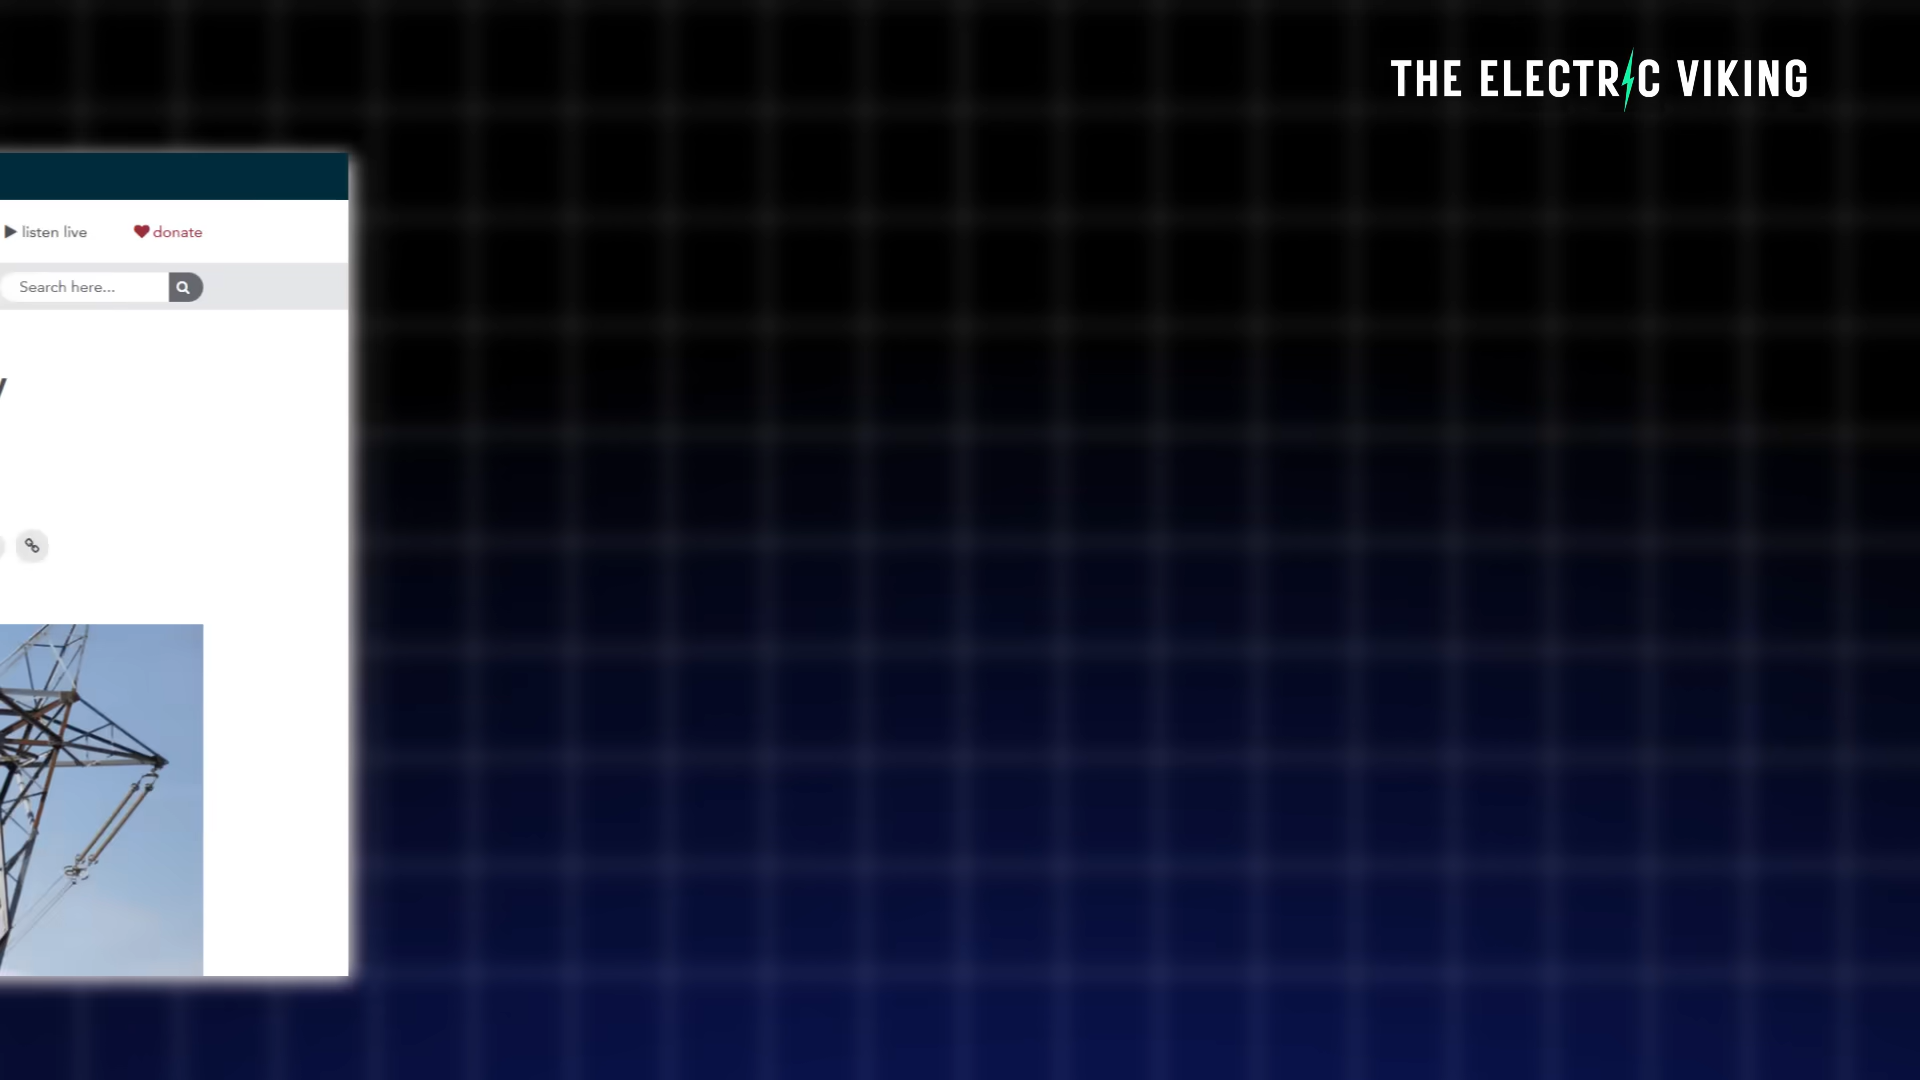 THE ELECTRIC VIKING
listen live
donate
Search here...
y